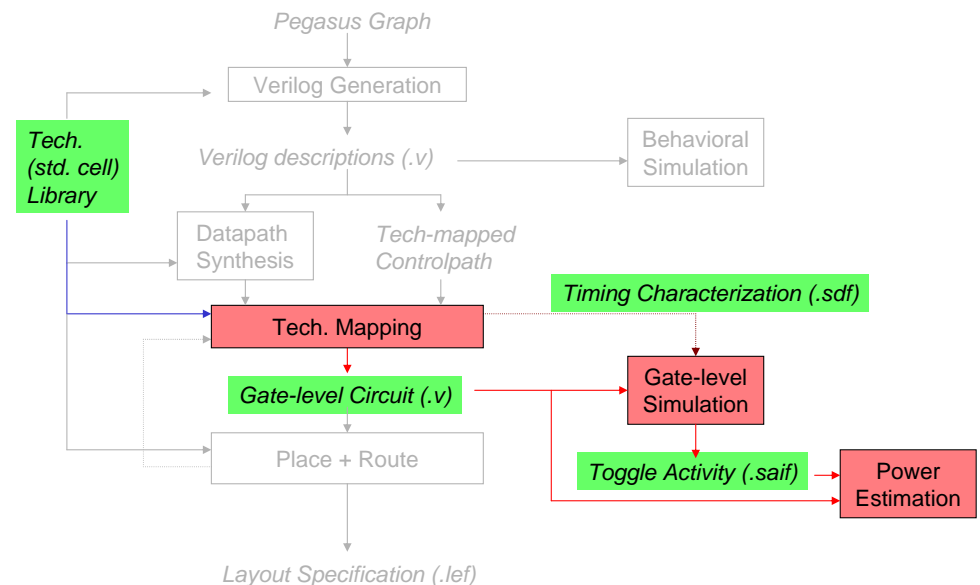 Pegasus Graph
Verilog Generation
Tech.
(std. cell)
Library
Verilog descriptions (.v)
Behavioral
Simulation
Datapath
Synthesis
Tech-mapped
Controlpath
Timing Characterization (.sdf)
Tech. Mapping
Gate-level Circuit (.v)
Gate-level
Simulation
Place + Route
Toggle Activity (.saif)
Power
Estimation
Layout Specification (.lef)